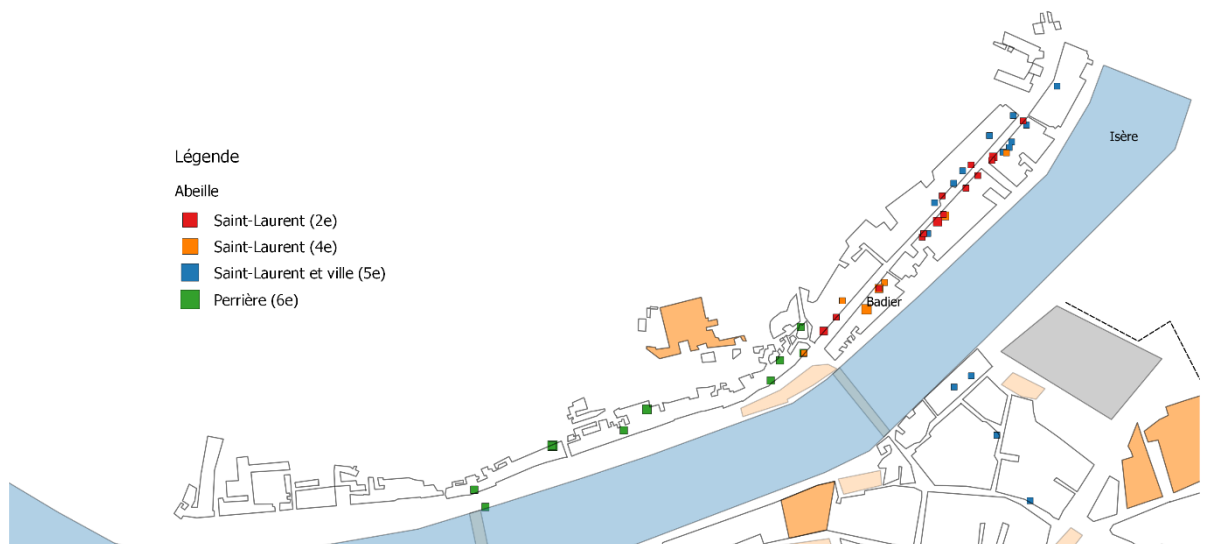 Isère
Légende
Abeille
Saint-Laurent (2e)
Saint-Laurent (4e)
Saint-Laurent et ville (5e)
Perrière (6e)
Badier